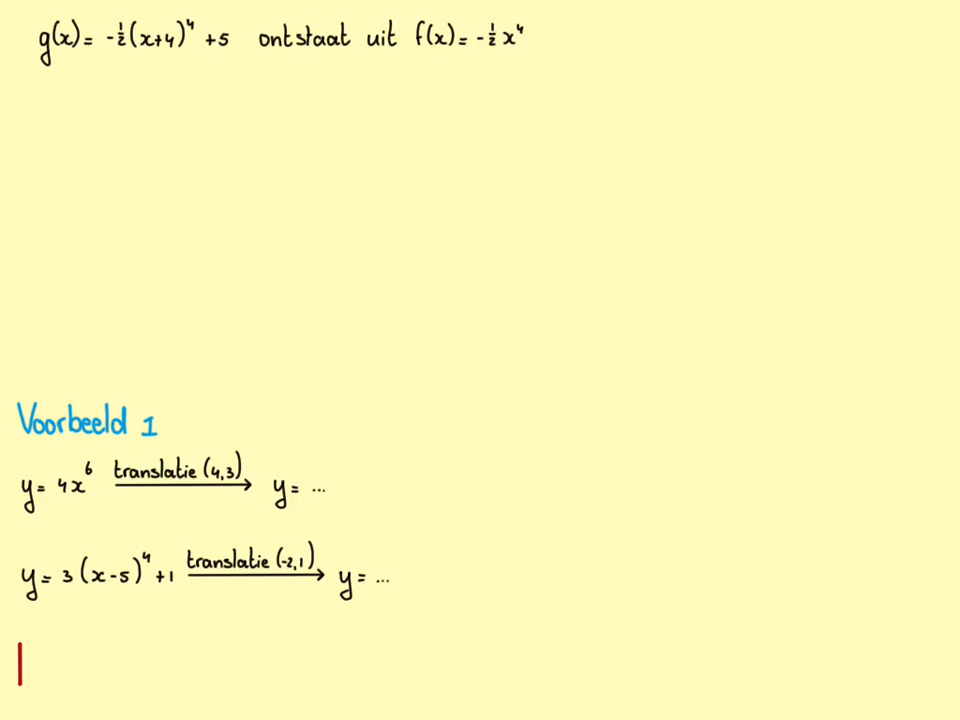 g(x) = -½(x+4)⁴ + 5 ontstaat uit f(x) = -½x⁴
Voorbeeld 1
y = 4x⁶ translatie (4,3) → y = ...
y = 3(x-5)⁴ + 1 translatie (-2,1) → y = ...